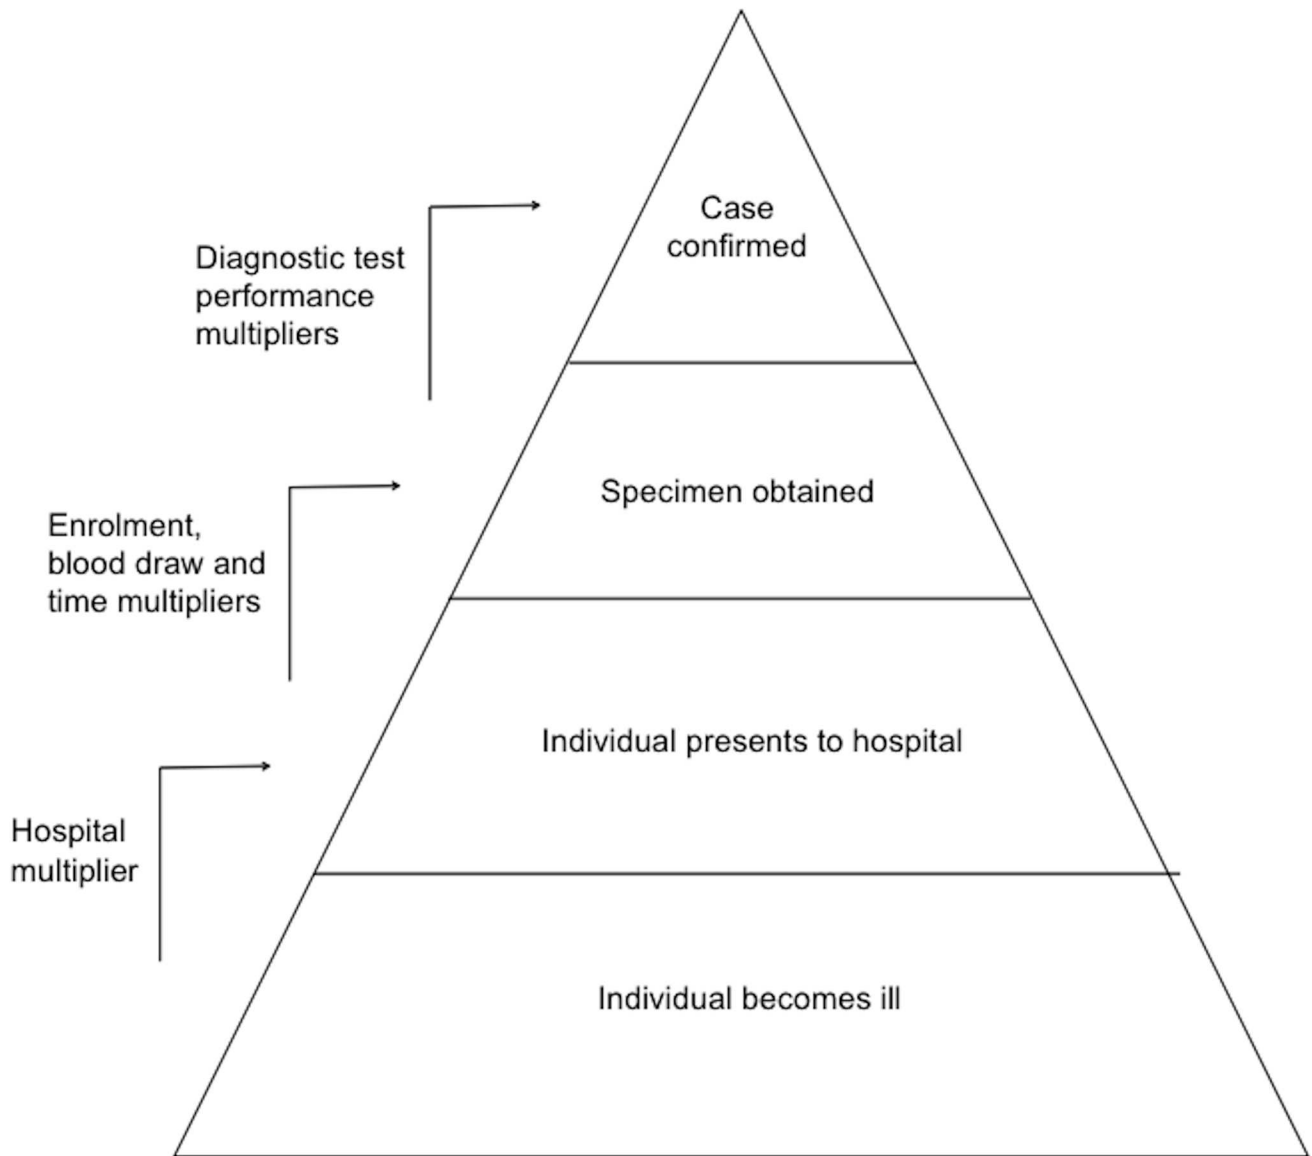 Case
confirmed
Diagnostic test
performance
multipliers
Specimen obtained
Enrolment,
blood draw and
time multipliers
Individual presents to hospital
Hospital
multiplier
Individual becomes ill